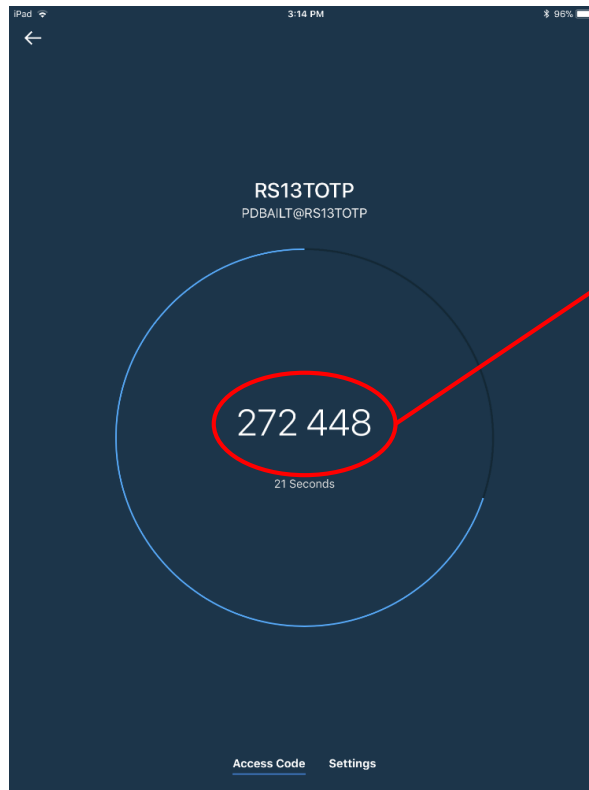 iPad 3:14 PM 96%
RS13TOTP
PDBAILT@RS13TOTP
272 448
21 Seconds
Access Code Settings